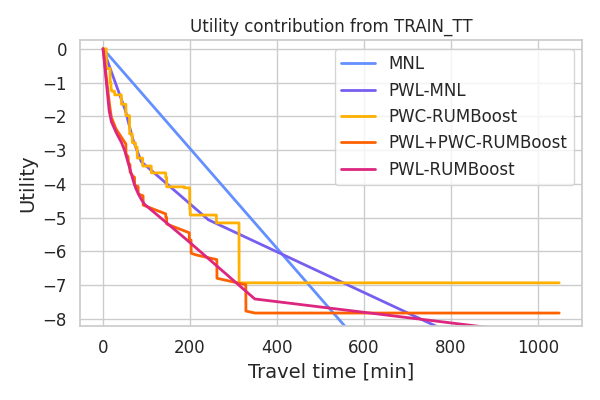 Utility contribution from TRAIN_TT
MNL
PWL-MNL
PWC-RUMBoost
PWL+PWC-RUMBoost
PWL-RUMBoost
Utility
0
−1
−2
−3
−4
−5
−6
−7
−8
0
200
400
600
800
1000
Travel time [min]